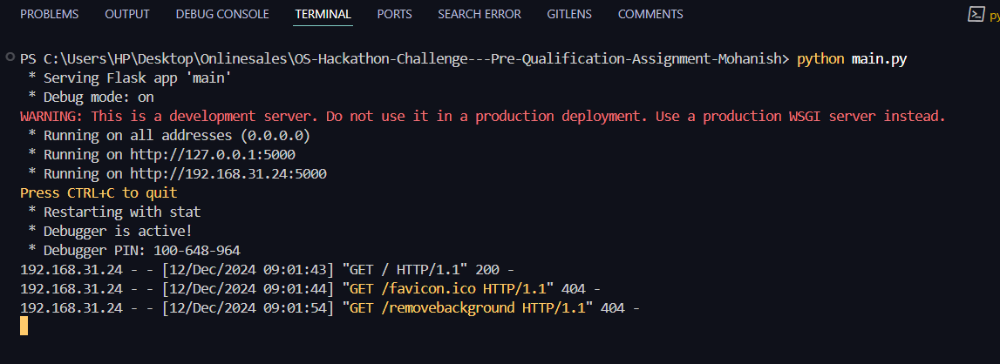 PROBLEMS OUTPUT DEBUG CONSOLE TERMINAL PORTS SEARCH ERROR GITLENS COMMENTS py
PS C:\Users\HP\Desktop\Onlinesales\OS-Hackathon-Challenge---Pre-Qualification-Assignment-Mohanish> python main.py
* Serving Flask app 'main'
* Debug mode: on
WARNING: This is a development server. Do not use it in a production deployment. Use a production WSGI server instead.
* Running on all addresses (0.0.0.0)
* Running on http://127.0.0.1:5000
* Running on http://192.168.31.24:5000
Press CTRL+C to quit
* Restarting with stat
* Debugger is active!
* Debugger PIN: 100-648-964
192.168.31.24 - - [12/Dec/2024 09:01:43] "GET / HTTP/1.1" 200 -
192.168.31.24 - - [12/Dec/2024 09:01:44] "GET /favicon.ico HTTP/1.1" 404 -
192.168.31.24 - - [12/Dec/2024 09:01:54] "GET /removebackground HTTP/1.1" 404 -